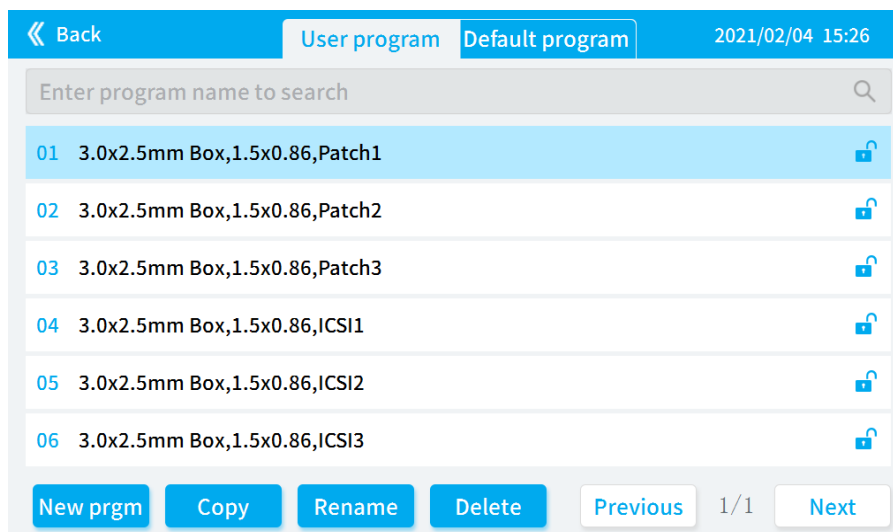 Back User program Default program 2021/02/04 15:26
Enter program name to search
01 3.0x2.5mm Box,1.5x0.86,Patch1
02 3.0x2.5mm Box,1.5x0.86,Patch2
03 3.0x2.5mm Box,1.5x0.86,Patch3
04 3.0x2.5mm Box,1.5x0.86,ICSI1
05 3.0x2.5mm Box,1.5x0.86,ICSI2
06 3.0x2.5mm Box,1.5x0.86,ICSI3
New prgm Copy Rename Delete Previous 1/1 Next